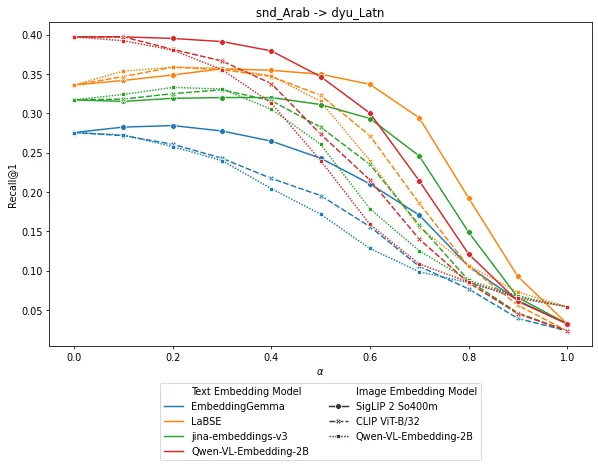 snd_Arab -> dyu_Latn
0.40
0.35
0.30
0.25
0.20
0.15
0.10
0.05
Recall@1
0.0 0.2 0.4 0.6 0.8 1.0
α
Text Embedding Model Image Embedding Model
EmbeddingGemma SigLIP 2 So400m
LaBSE CLIP ViT-B/32
jina-embeddings-v3 Qwen-VL-Embedding-2B
Qwen-VL-Embedding-2B